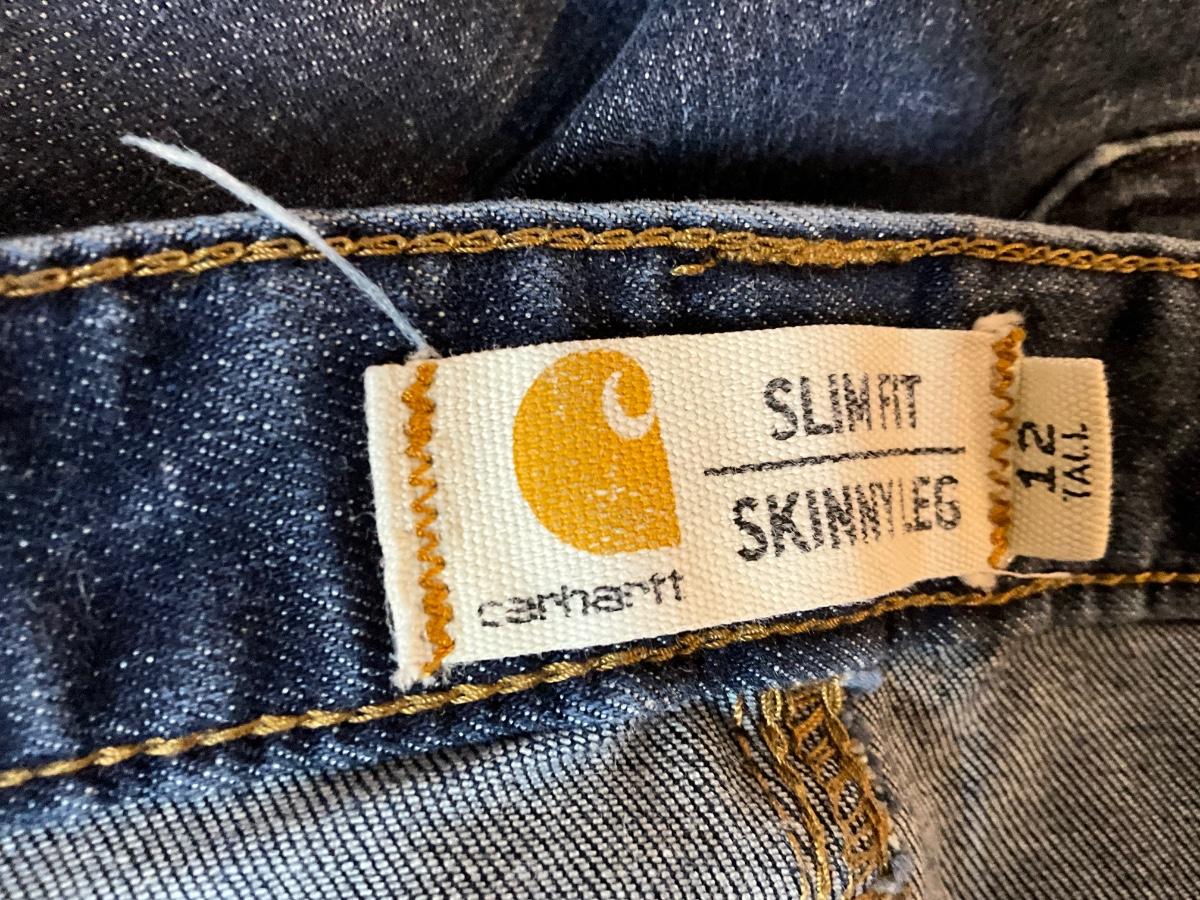 SLIM FIT
SKINNY LEG
carhartt
12
TALL